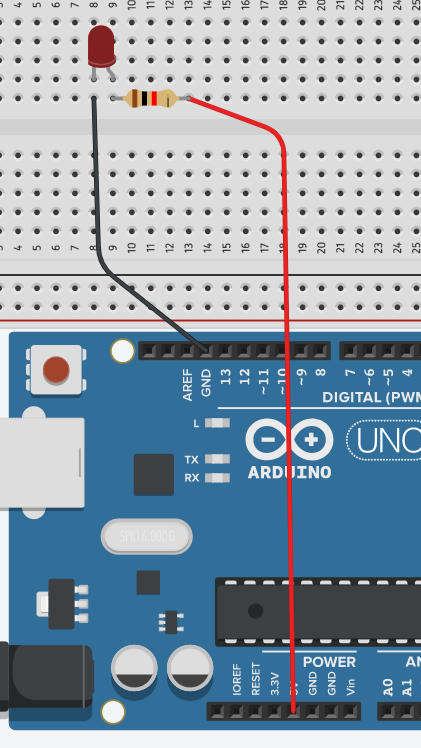 5 6 7 8 9 10 11 12 13 14 15 16 17 18 19 20 21 22 23 24 25
5 6 7 8 9 10 11 12 13 14 15 16 17 18 19 20 21 22 23 24 25
AREF
GND
13
12
~11
~10
~9
8
7
~6
~5
4
DIGITAL (PWM
L
TX
RX
ARDUINO
UNO
SPK16.000G
POWER
AN
IOREF
RESET
3.3V
GND
GND
Vin
A0
A1